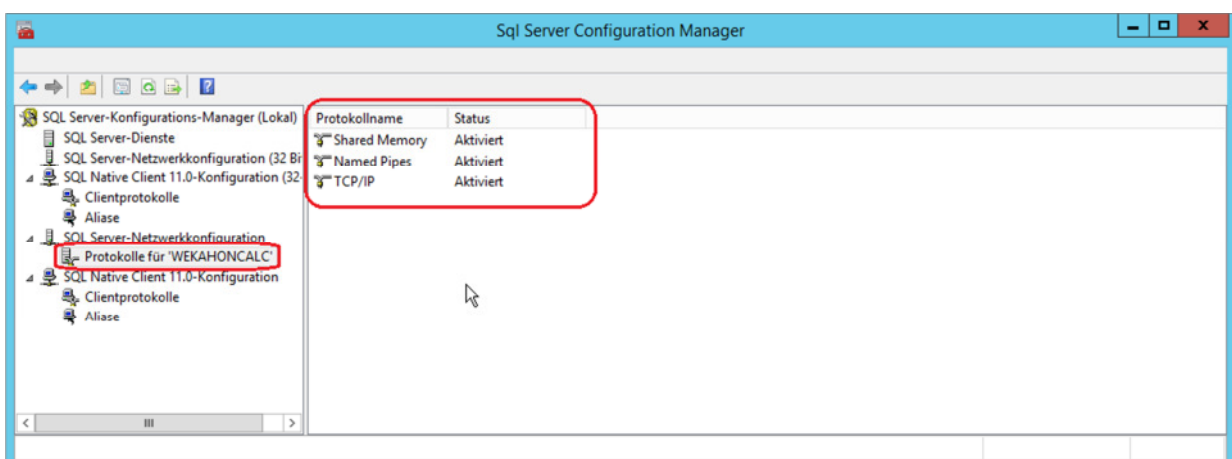 Sql Server Configuration Manager
SQL Server-Konfigurations-Manager (Lokal)
SQL Server-Dienste
SQL Server-Netzwerkkonfiguration (32 Bi
SQL Native Client 11.0-Konfiguration (32-
Clientprotokolle
Aliase
SQL Server-Netzwerkkonfiguration
Protokolle für 'WEKAHONCALC'
SQL Native Client 11.0-Konfiguration
Clientprotokolle
Aliase
Protokollname Status
Shared Memory Aktiviert
Named Pipes Aktiviert
TCP/IP Aktiviert